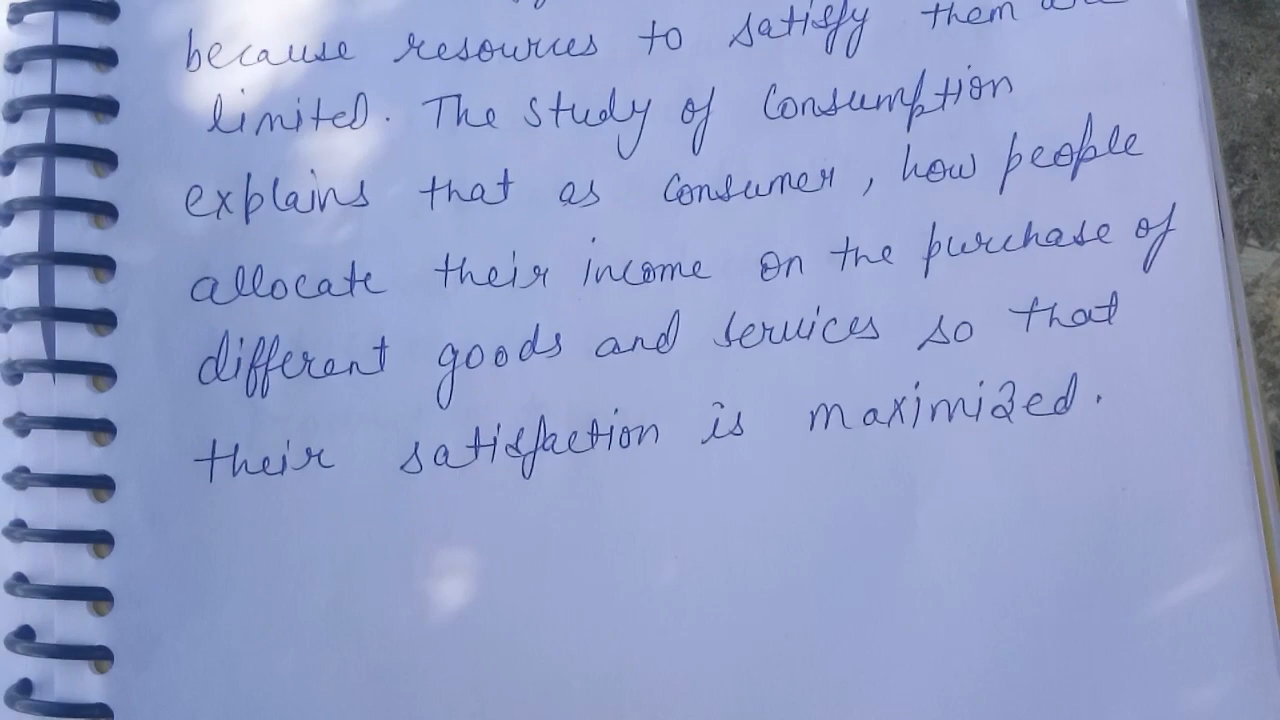 because resources to satisfy them
limited. The study of Consumption
explains that as Consumer, how people
allocate their income on the purchase of
different goods and services so that
their satisfaction is maximized.